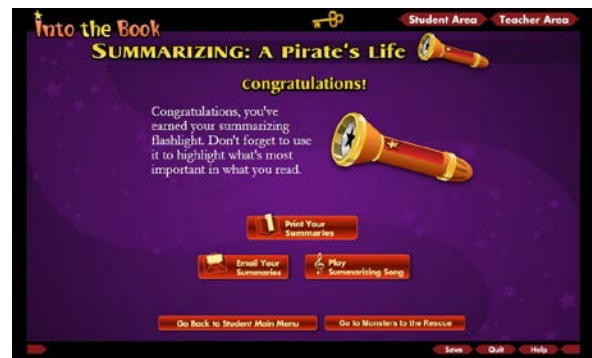 Into the Book
Student Area Teacher Area
Summarizing: A Pirate's Life
Congratulations!
Congratulations, you've
earned your summarizing
flashlight. Don't forget to use
it to highlight what's most
important in what you read.
Print Your
Summaries
Email Your
Summaries
Play
Summarizing Song
Go Back to Student Main Menu
Go to Monsters to the Rescue
Save Quit Help